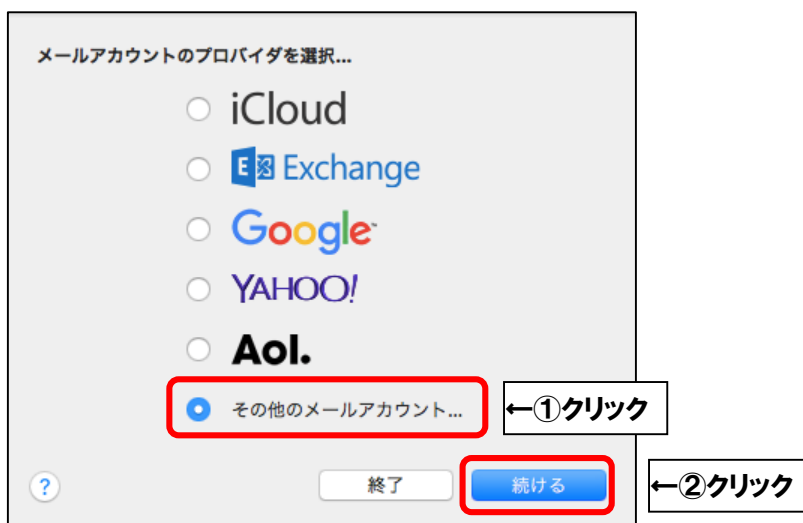 メールアカウントのプロバイダを選択...
iCloud
E Exchange
Google™
YAHOO!
Aol.
その他のメールアカウント...
←①クリック
? 終了 続ける
←②クリック